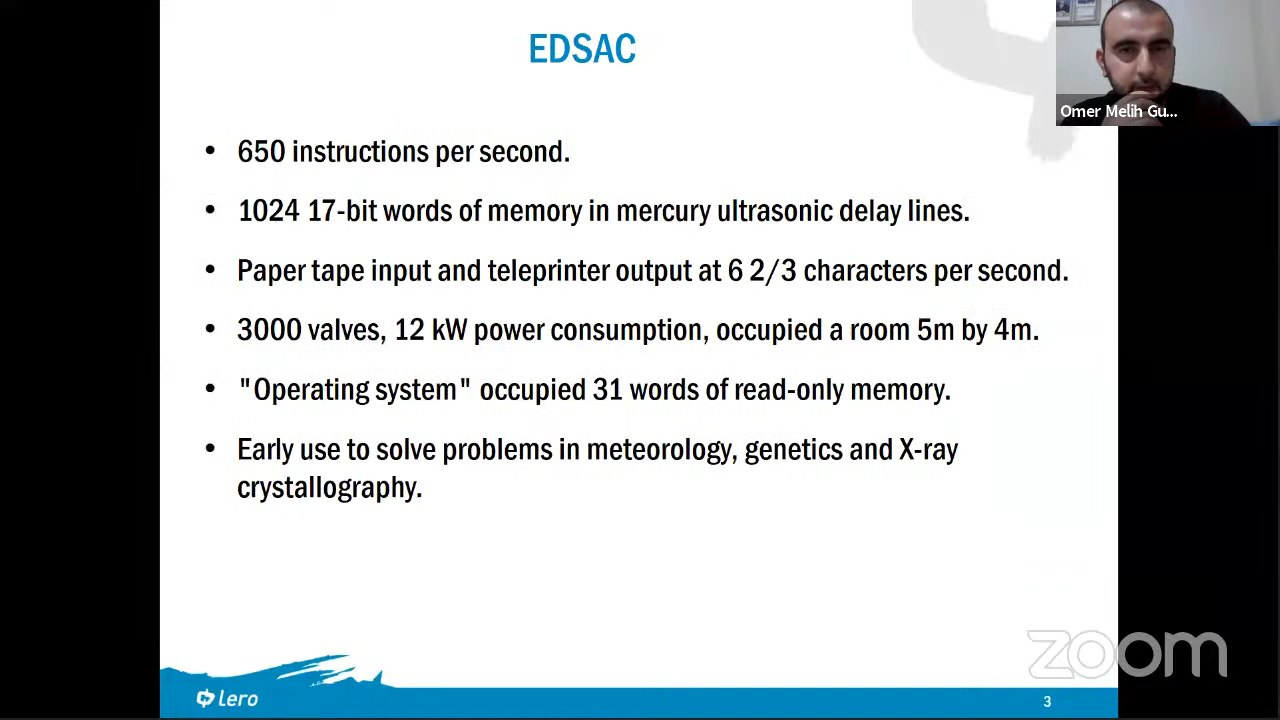 EDSAC
Omer Melih Gu...
• 650 instructions per second.
• 1024 17-bit words of memory in mercury ultrasonic delay lines.
• Paper tape input and teleprinter output at 6 2/3 characters per second.
• 3000 valves, 12 kW power consumption, occupied a room 5m by 4m.
• "Operating system" occupied 31 words of read-only memory.
• Early use to solve problems in meteorology, genetics and X-ray
crystallography.
zoom
Lero
3